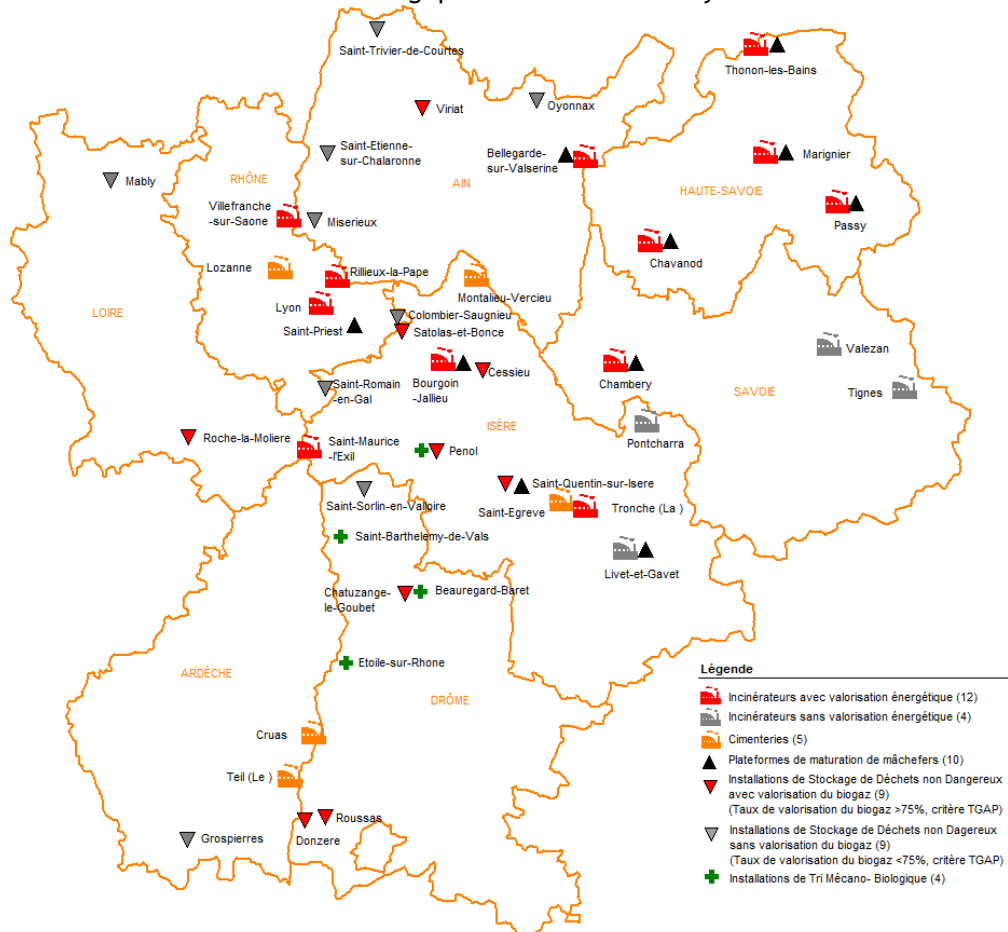 Saint-Trivier-de-Courtes
Thonon-les-Bains
Viriat
Oyonnax
Saint-Etienne
-sur-Chalaronne
Bellegarde-
sur-Valserine
Marignier
Mably
RHÔNE
AIN
HAUTE-SAVOIE
Villefranche
-sur-Saone
Miserieux
Passy
Chavanod
Lozanne
Rillieux-la-Pape
Montalieu-Vercieu
Lyon
LOIRE
Colombier-Saugnieu
Saint-Priest
Satolas-et-Bonce
Valezan
Cessieu
Bourgoin
-Jallieu
Chambery
Saint-Romain
-en-Gal
SAVOIE
Tignes
ISÈRE
Pontcharra
Roche-la-Moliere
Saint-Maurice
-l'Exil
Penol
Saint-Quentin-sur-Isere
Saint-Sorlin-en-Valloire
Saint-Egreve
Tronche (La )
Saint-Barthelemy-de-Vals
Livet-et-Gavet
Chatuzange-
le-Goubet
Beauregard-Baret
Etoile-sur-Rhone
ARDÈCHE
DRÔME
Cruas
Teil (Le )
Roussas
Donzere
Grospierres
Légende
Incinérateurs avec valorisation énergétique (12)
Incinérateurs sans valorisation énergétique (4)
Cimenteries (5)
Plateformes de maturation de mâchefers (10)
Installations de Stockage de Déchets non Dangereux
avec valorisation du biogaz (9)
(Taux de valorisation du biogaz >75%, critère TGAP)
Installations de Stockage de Déchets non Dagereux
sans valorisation du biogaz (9)
(Taux de valorisation du biogaz <75%, critère TGAP)
Installations de Tri Mécano- Biologique (4)